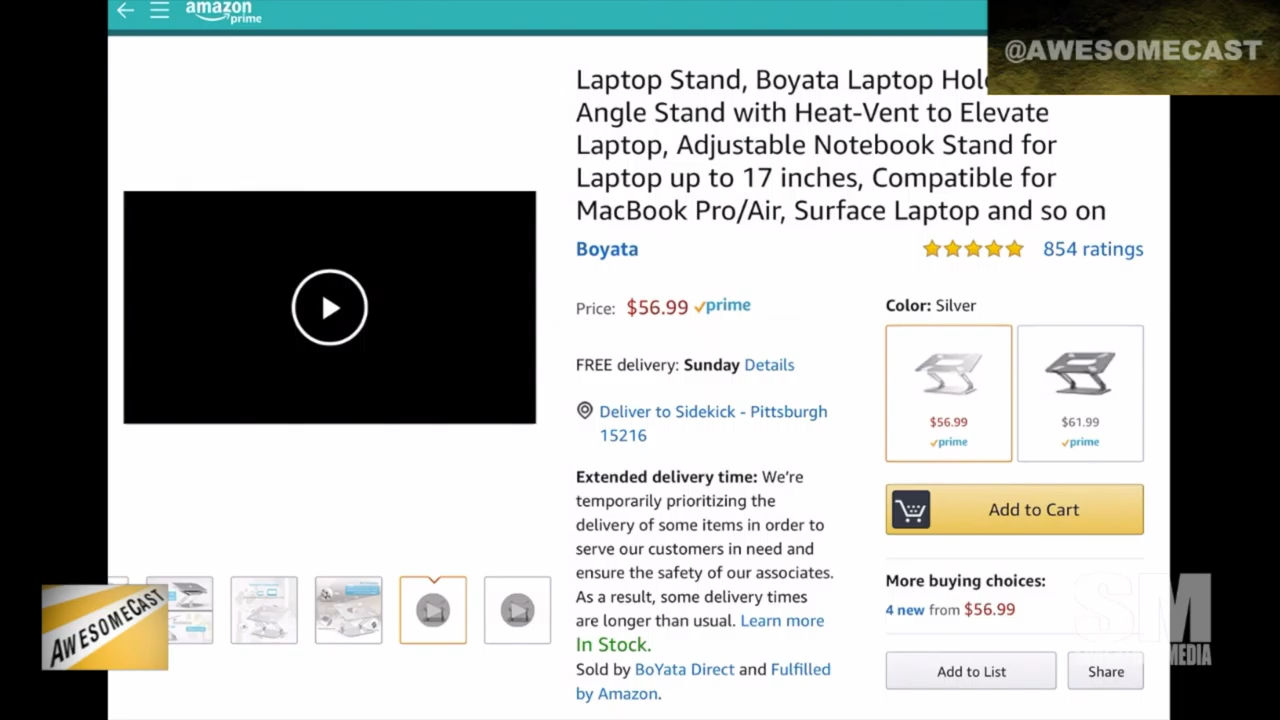 amazon
prime
@AWESOMECAST
Laptop Stand, Boyata Laptop
Angle Stand with Heat-Vent to Elevate
Laptop, Adjustable Notebook Stand for
Laptop up to 17 inches, Compatible for
MacBook Pro/Air, Surface Laptop and so on
Boyata
854 ratings
Price: $56.99 prime
Color: Silver
FREE delivery: Sunday Details
$56.99
prime
$61.99
prime
Deliver to Sidekick - Pittsburgh
15216
Extended delivery time: We're
temporarily prioritizing the
delivery of some items in order to
serve our customers in need and
ensure the safety of our associates.
As a result, some delivery times
are longer than usual. Learn more
In Stock.
Sold by BoYata Direct and Fulfilled
by Amazon.
Add to Cart
More buying choices:
4 new from $56.99
Add to List
Share
AWESOMECAST
SM
MEDIA